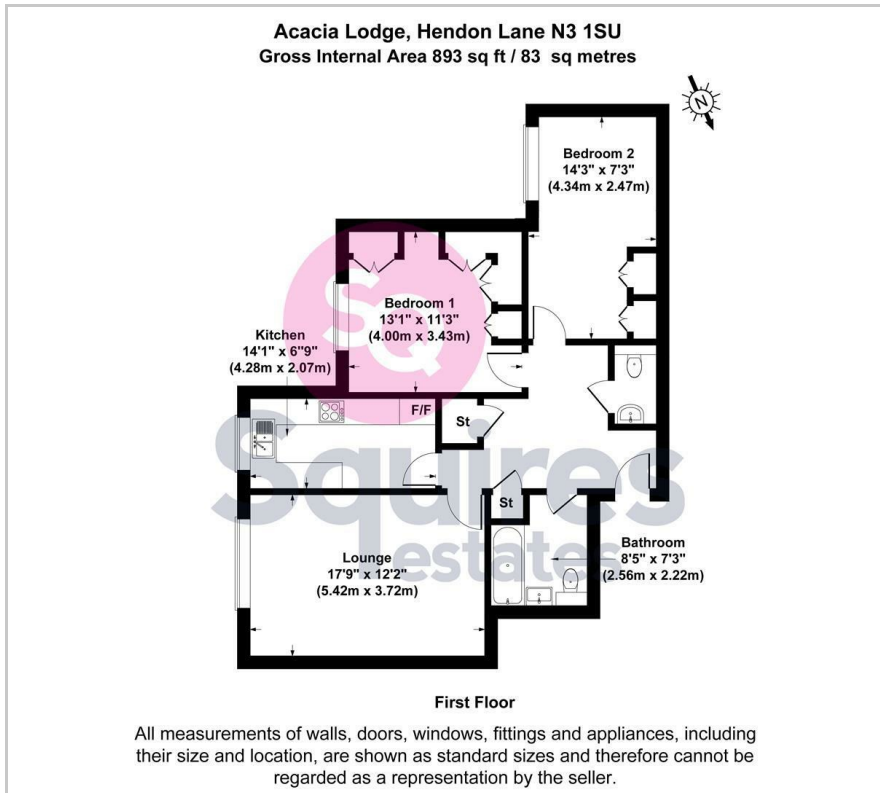 Acacia Lodge, Hendon Lane N3 1SU
Gross Internal Area 893 sq ft / 83 sq metres
N
Bedroom 2
14'3" x 7'3"
(4.34m x 2.47m)
Bedroom 1
13'1" x 11'3"
(4.00m x 3.43m)
SQ
Kitchen
14'1" x 6"9"
(4.28m x 2.07m)
F/F
St
Squires
estates
St
Lounge
17'9" x 12'2"
(5.42m x 3.72m)
Bathroom
8'5" x 7'3"
(2.56m x 2.22m)
First Floor
All measurements of walls, doors, windows, fittings and appliances, including
their size and location, are shown as standard sizes and therefore cannot be
regarded as a representation by the seller.